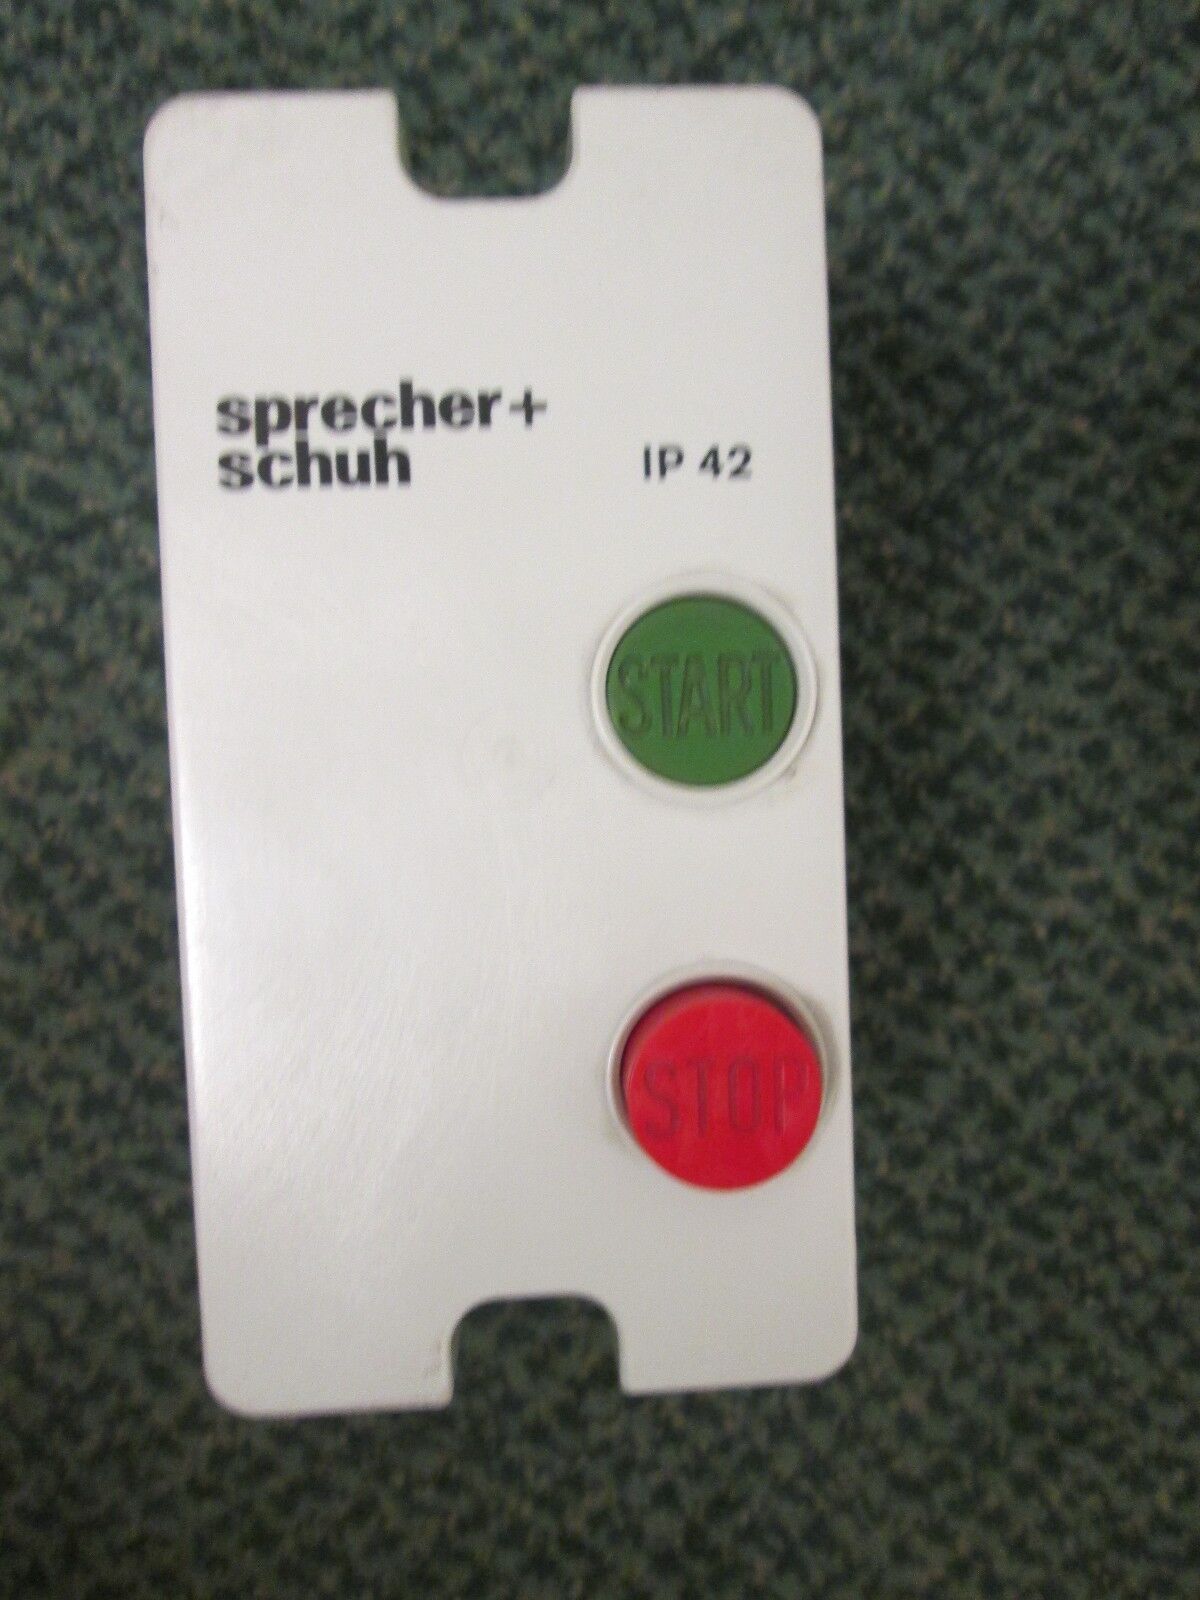 sprecher+
schuh
IP 42
START
STOP